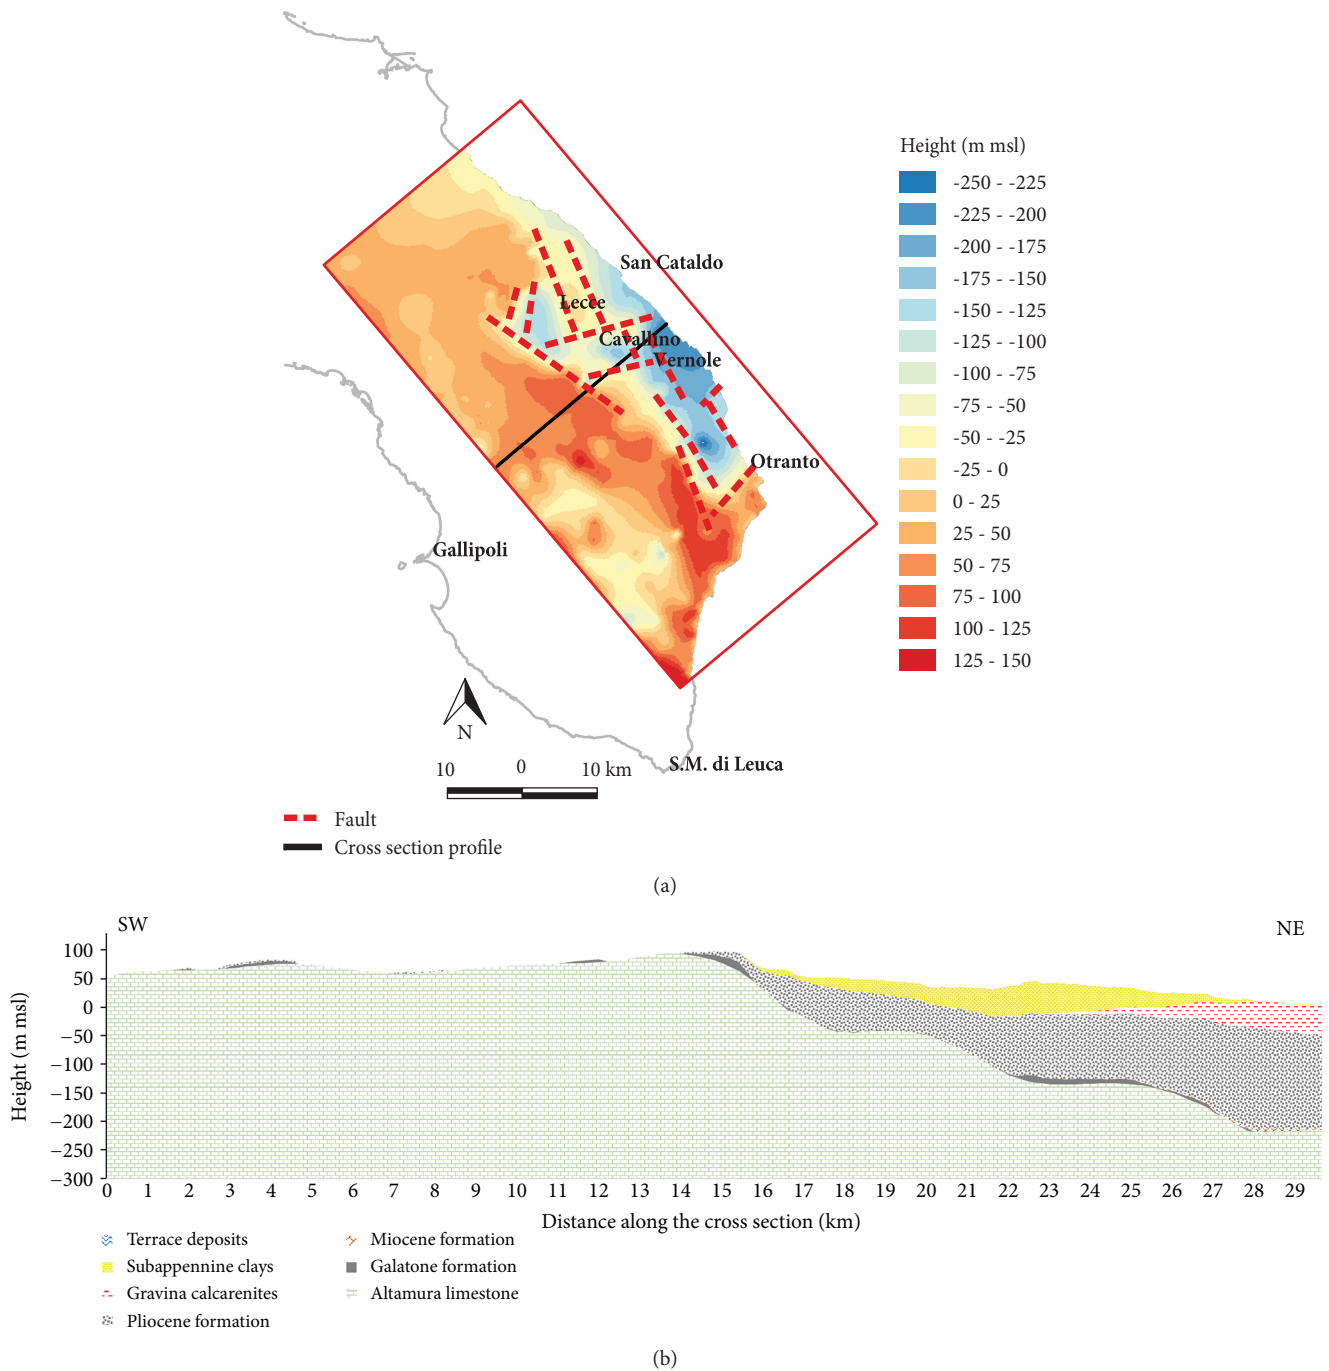 Height (m msl)
-250 - -225
-225 - -200
-200 - -175
-175 - -150
-150 - -125
-125 - -100
-100 - -75
-75 - -50
-50 - -25
-25 - 0
0 - 25
25 - 50
50 - 75
75 - 100
100 - 125
125 - 150
San Cataldo
Lecce
Cavallino
Vernole
Otranto
Gallipoli
S.M. di Leuca
N
10 0 10 km
Fault
Cross section profile
(a)
SW NE
Height (m msl)
100
50
0
−50
−100
−150
−200
−250
−300
0 1 2 3 4 5 6 7 8 9 10 11 12 13 14 15 16 17 18 19 20 21 22 23 24 25 26 27 28 29
Distance along the cross section (km)
Terrace deposits
Subappennine clays
Gravina calcarenites
Pliocene formation
Miocene formation
Galatone formation
Altamura limestone
(b)